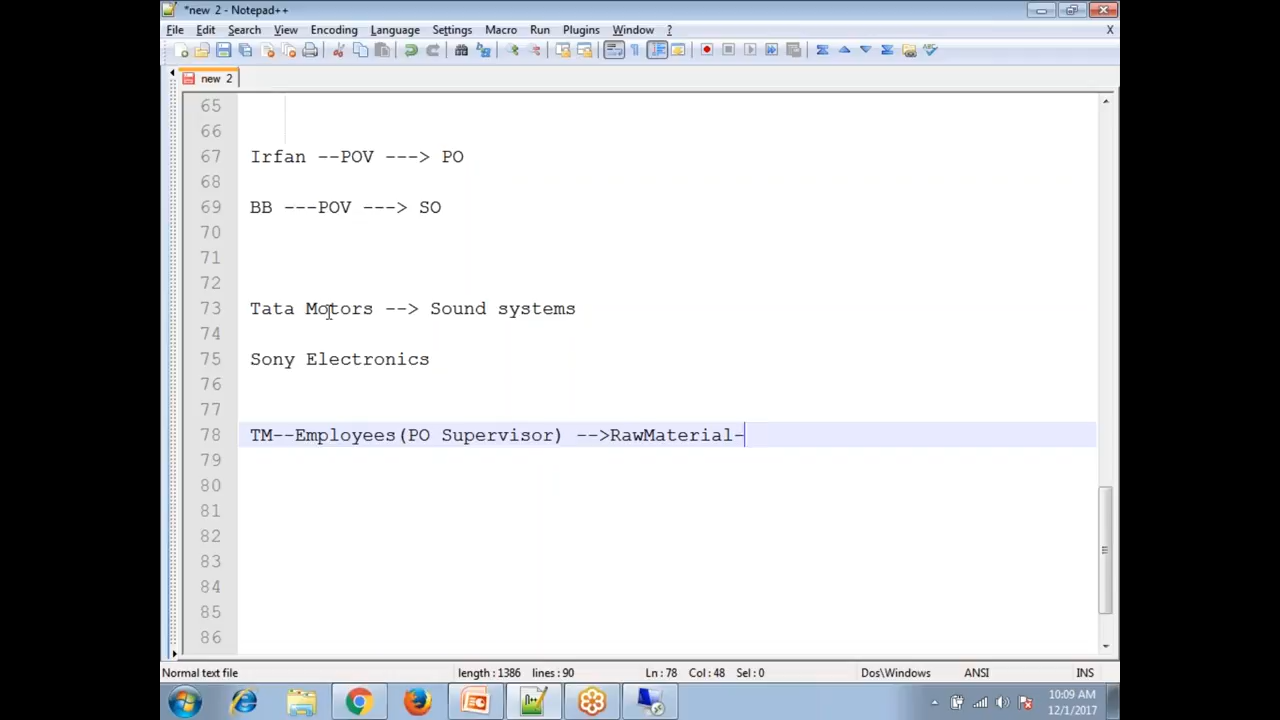 *new 2 - Notepad++
File Edit Search View Encoding Language Settings Macro Run Plugins Window ? X
new 2
65
66
67 Irfan --POV ---> PO
68
69 BB ---POV ---> SO
70
71
72
73 Tata Motors --> Sound systems
74
75 Sony Electronics
76
77
78 TM--Employees(PO Supervisor) -->RawMaterial-
79
80
81
82
83
84
85
86
Normal text file length : 1386 lines : 90 Ln : 78 Col : 48 Sel : 0 Dos\Windows ANSI INS
10:09 AM
12/1/2017